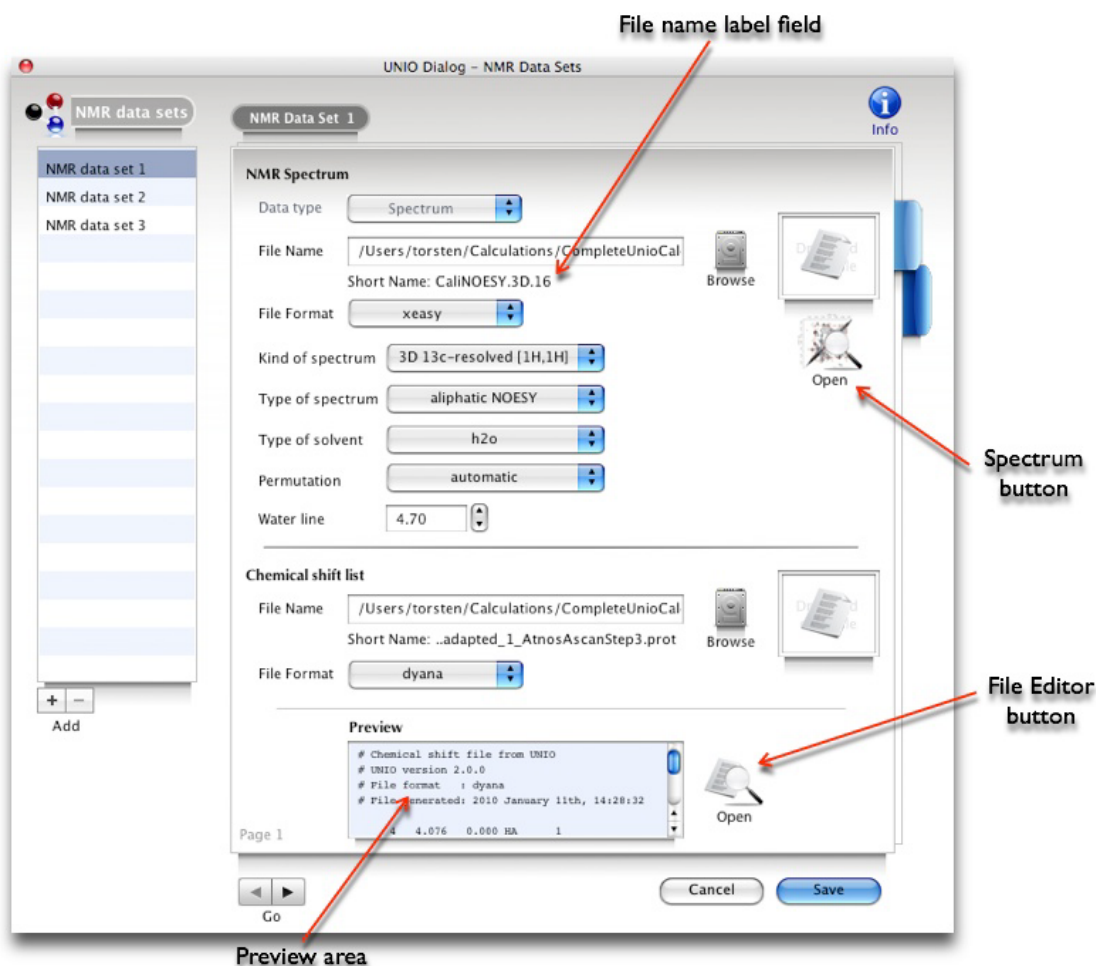 File name label field
UNIO Dialog – NMR Data Sets
NMR data sets
NMR Data Set 1
Info
NMR data set 1
NMR data set 2
NMR data set 3
NMR Spectrum
Data type Spectrum
File Name /Users/torsten/Calculations/CompleteUnioCal
Browse
Short Name: CaliNOESY.3D.16
File Format xeasy
Kind of spectrum 3D 13c-resolved [1H,1H]
Open
Type of spectrum aliphatic NOESY
Type of solvent h2o
Spectrum
button
Permutation automatic
Water line 4.70
Chemical shift list
File Name /Users/torsten/Calculations/CompleteUnioCal
Browse
Short Name: ..adapted_1_AtnosAscanStep3.prot
File Format dyana
File Editor
button
+ −
Add
Preview
# Chemical shift file from UNIO
# UNIO version 2.0.0
# File format : dyana
# File generated: 2010 January 11th, 14:28:32
4 4.076 0.000 HA 1
Open
Page 1
Cancel Save
Go
Preview area